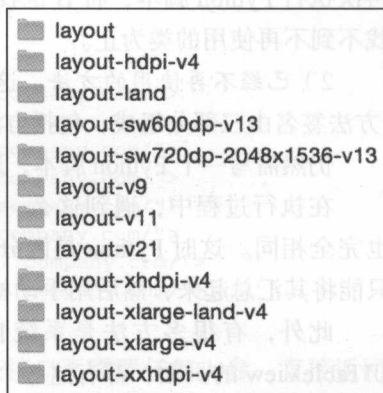 layout
layout-hdpi-v4
layout-land
layout-sw600dp-v13
layout-sw720dp-2048x1536-v13
layout-v9
layout-v11
layout-v21
layout-xhdpi-v4
layout-xlarge-land-v4
layout-xlarge-v4
layout-xxhdpi-v4